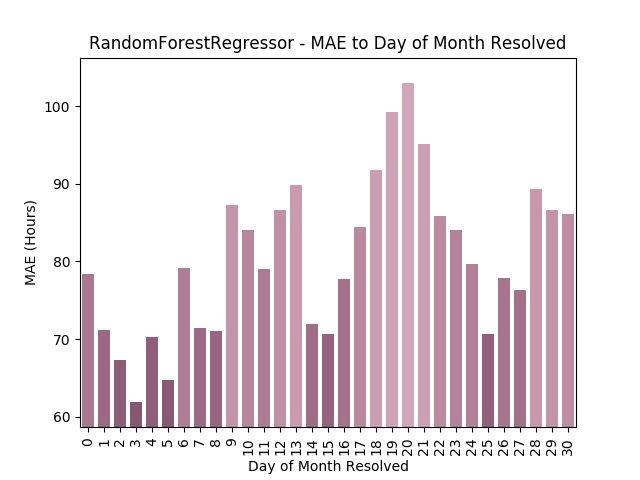 RandomForestRegressor - MAE to Day of Month Resolved
100
90
80
70
60
MAE (Hours)
0 1 2 3 4 5 6 7 8 9 10 11 12 13 14 15 16 17 18 19 20 21 22 23 24 25 26 27 28 29 30
Day of Month Resolved